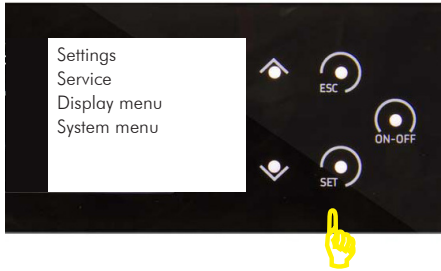 Settings
Service
Display menu
System menu
ESC
ON-OFF
SET